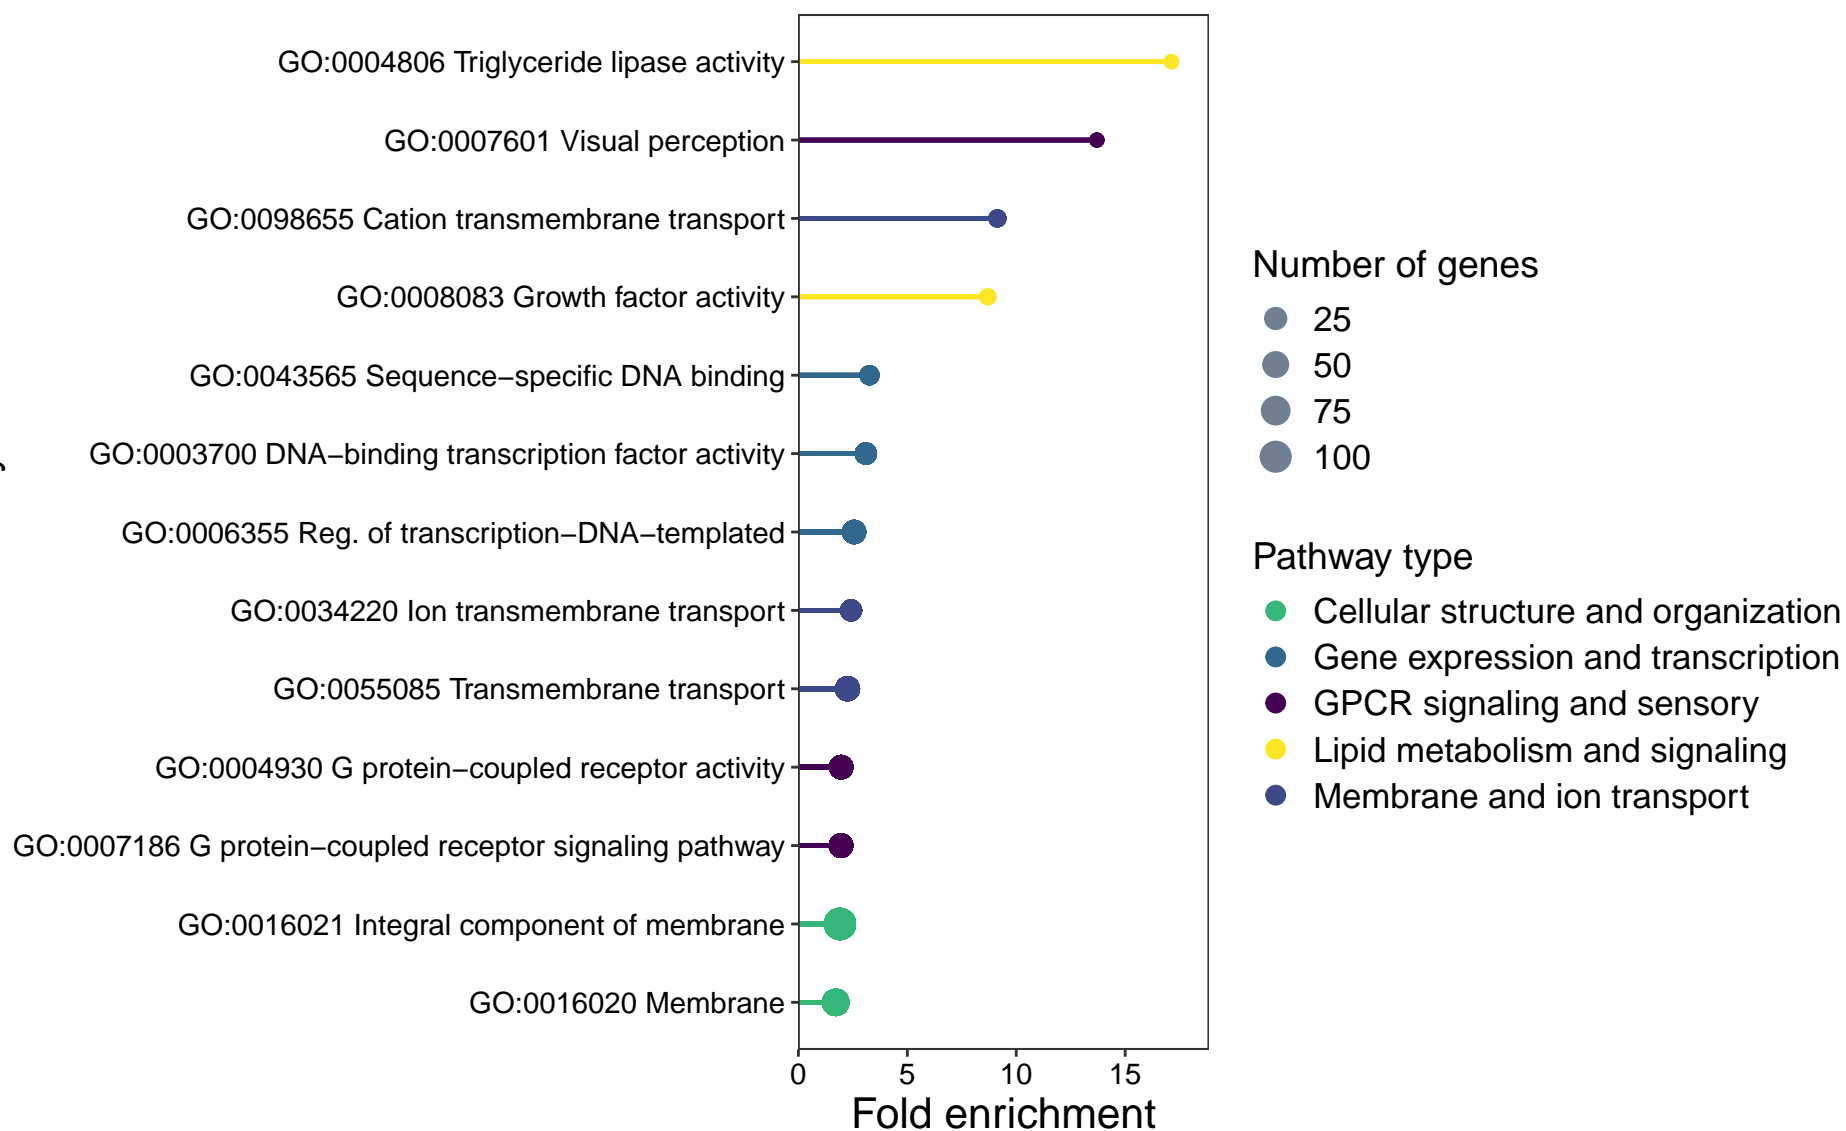 GO:0004806 Triglyceride lipase activity
GO:0007601 Visual perception
GO:0098655 Cation transmembrane transport
GO:0008083 Growth factor activity
GO:0043565 Sequence−specific DNA binding
GO:0003700 DNA−binding transcription factor activity
GO:0006355 Reg. of transcription−DNA−templated
GO:0034220 Ion transmembrane transport
GO:0055085 Transmembrane transport
GO:0004930 G protein−coupled receptor activity
GO:0007186 G protein−coupled receptor signaling pathway
GO:0016021 Integral component of membrane
GO:0016020 Membrane
0 5 10 15
Fold enrichment
Number of genes
25
50
75
100
Pathway type
Cellular structure and organization
Gene expression and transcription
GPCR signaling and sensory
Lipid metabolism and signaling
Membrane and ion transport